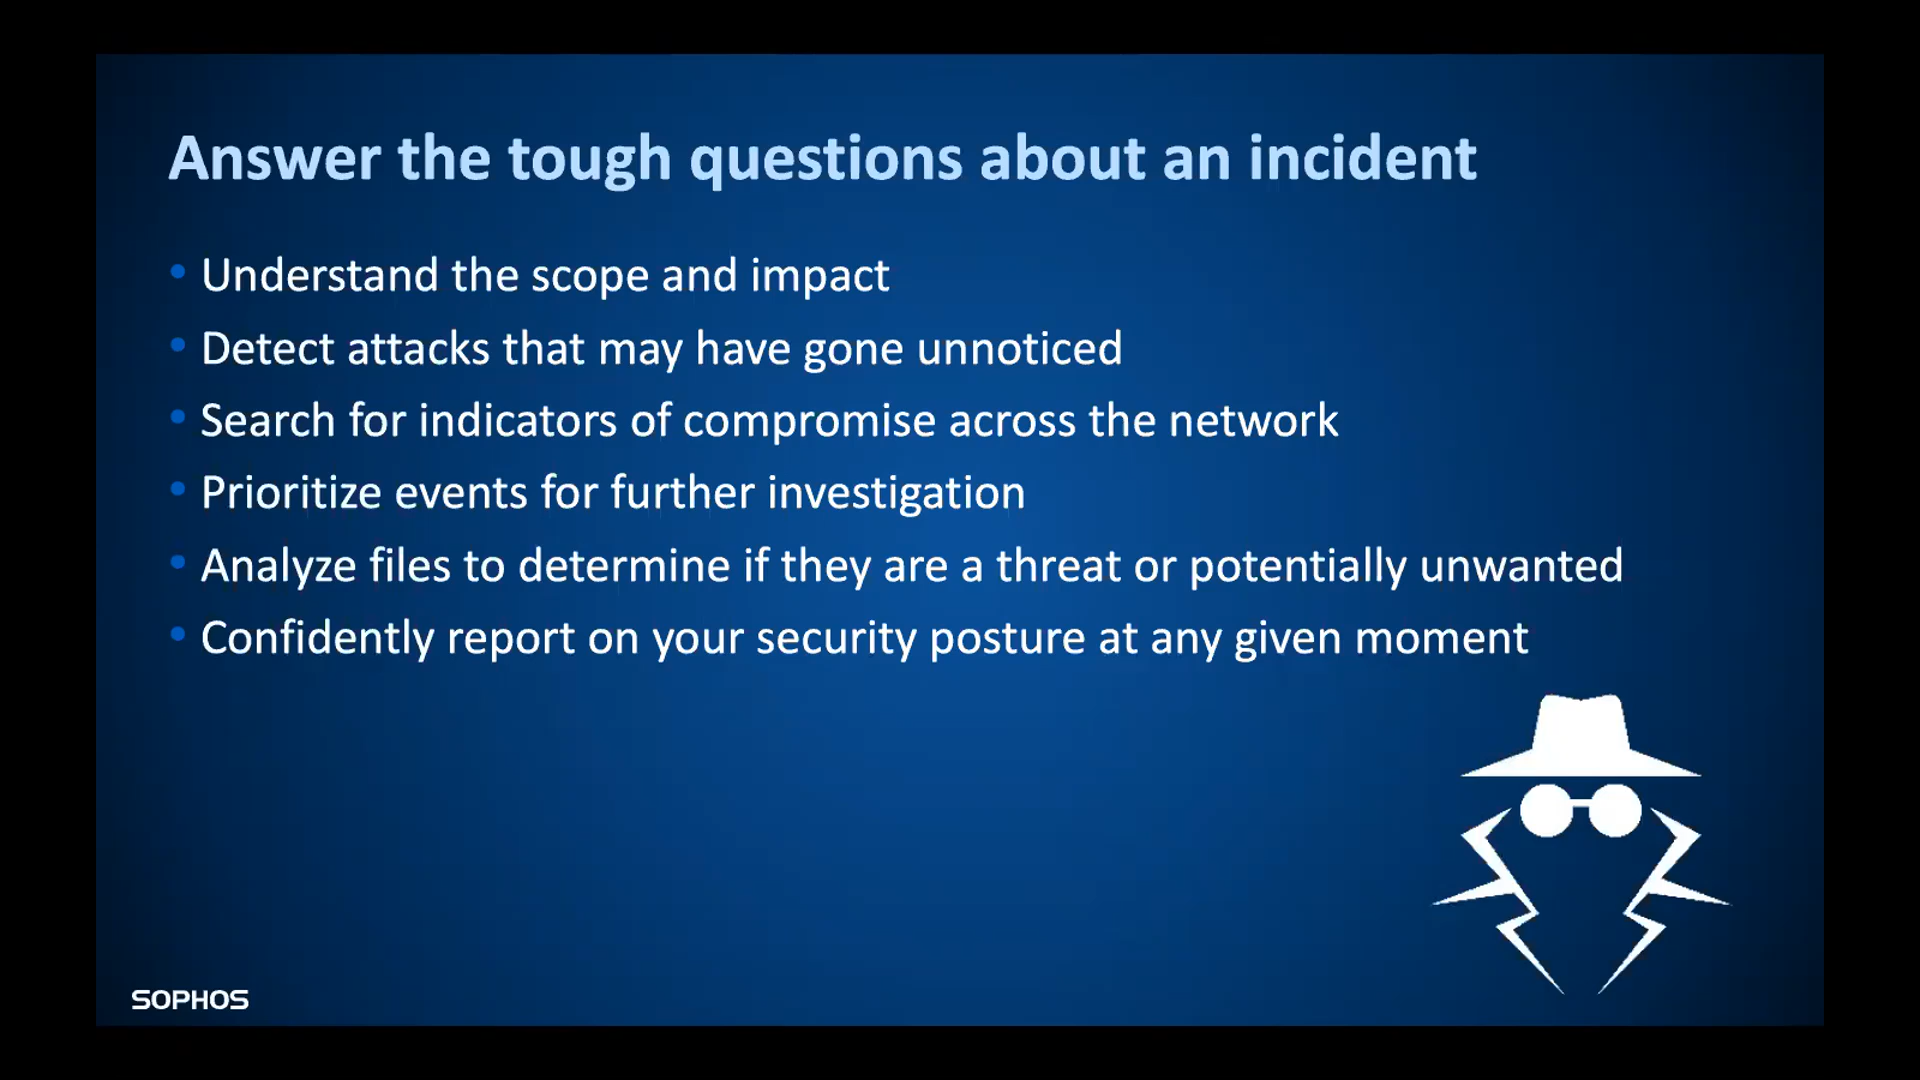 Answer the tough questions about an incident
• Understand the scope and impact
• Detect attacks that may have gone unnoticed
• Search for indicators of compromise across the network
• Prioritize events for further investigation
• Analyze files to determine if they are a threat or potentially unwanted
• Confidently report on your security posture at any given moment
SOPHOS